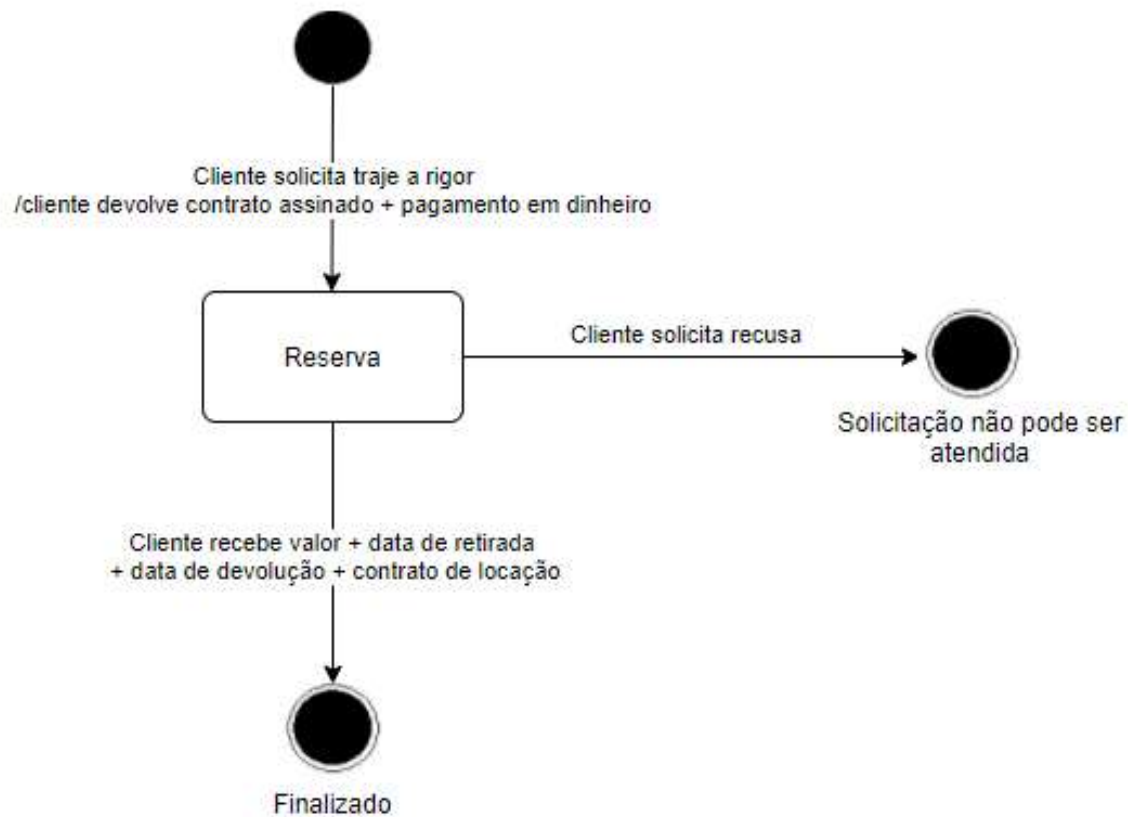 Cliente solicita traje a rigor
/cliente devolve contrato assinado + pagamento em dinheiro
Reserva
Cliente solicita recusa
Solicitação não pode ser
atendida
Cliente recebe valor + data de retirada
+ data de devolução + contrato de locação
Finalizado